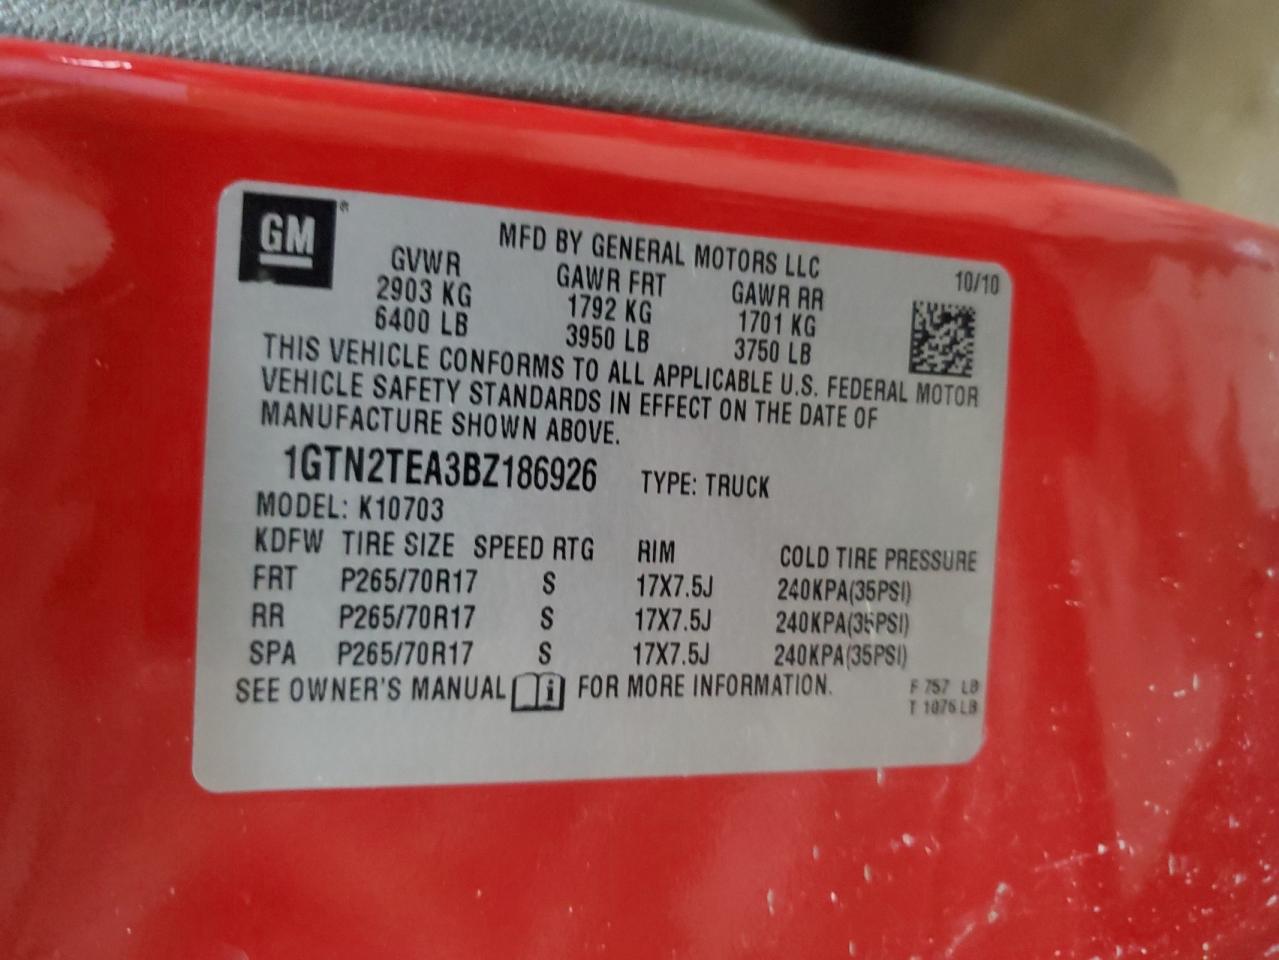 GM®
MFD BY GENERAL MOTORS LLC
10/10
GVWR GAWR FRT GAWR RR
2903 KG 1792 KG 1701 KG
6400 LB 3950 LB 3750 LB
THIS VEHICLE CONFORMS TO ALL APPLICABLE U.S. FEDERAL MOTOR
VEHICLE SAFETY STANDARDS IN EFFECT ON THE DATE OF
MANUFACTURE SHOWN ABOVE.
1GTN2TEA3BZ186926 TYPE: TRUCK
MODEL: K10703
KDFW TIRE SIZE SPEED RTG RIM COLD TIRE PRESSURE
FRT P265/70R17 S 17X7.5J 240KPA(35PSI)
RR P265/70R17 S 17X7.5J 240KPA(35PSI)
SPA P265/70R17 S 17X7.5J 240KPA(35PSI)
SEE OWNER'S MANUAL i FOR MORE INFORMATION.
F 757 LB
T 1076 LB